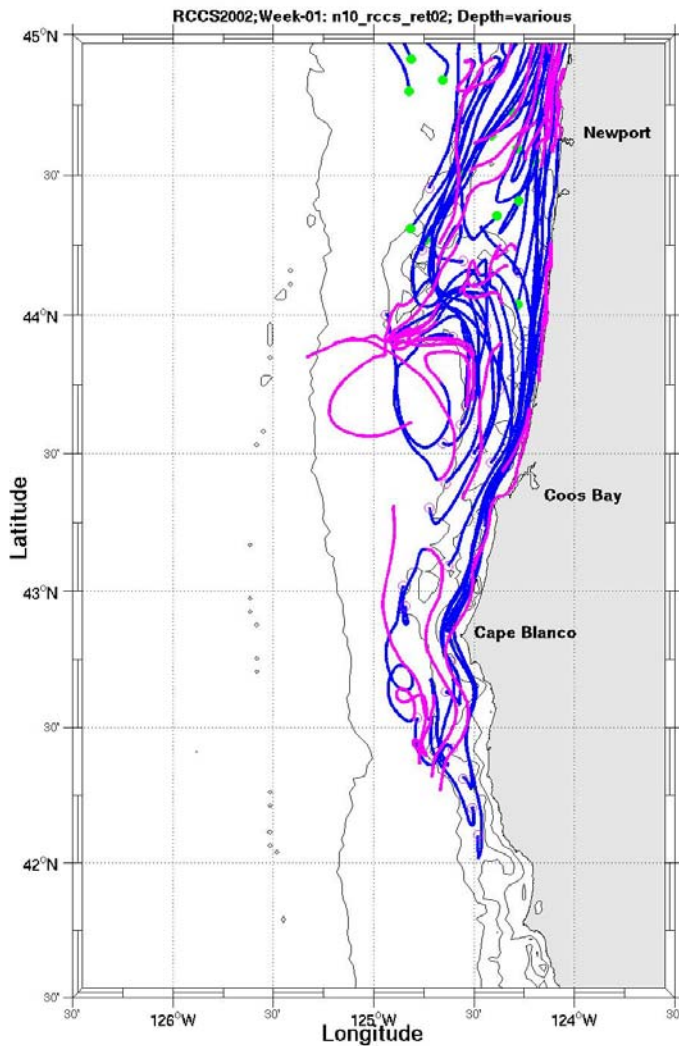 RCCS2002;Week-01: n10_rccs_ret02; Depth=various
45°N
Newport
30'
44°N
30'
Coos Bay
Latitude
43°N
Cape Blanco
30'
42°N
30'
30' 126°W 30' 125°W 30' 124°W 30'
Longitude